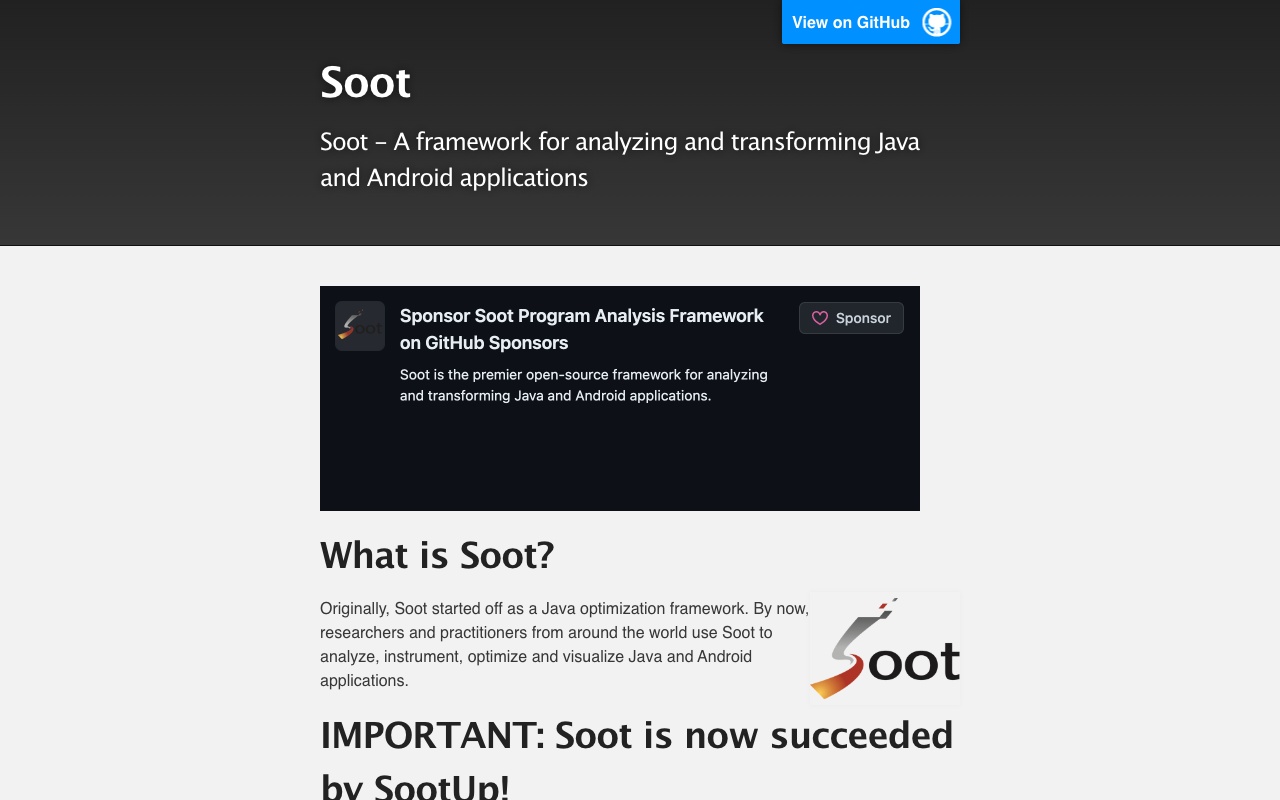 View on GitHub
Soot
Soot – A framework for analyzing and transforming Java
and Android applications
Soot
Sponsor Soot Program Analysis Framework
on GitHub Sponsors
Sponsor
Soot is the premier open-source framework for analyzing
and transforming Java and Android applications.
What is Soot?
Originally, Soot started off as a Java optimization framework. By now,
researchers and practitioners from around the world use Soot to
analyze, instrument, optimize and visualize Java and Android
applications.
Soot
IMPORTANT: Soot is now succeeded
by SootUp!